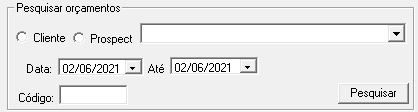 Pesquisar orçamentos
Cliente Prospect
Data: 02/06/2021 Até 02/06/2021
Código: Pesquisar